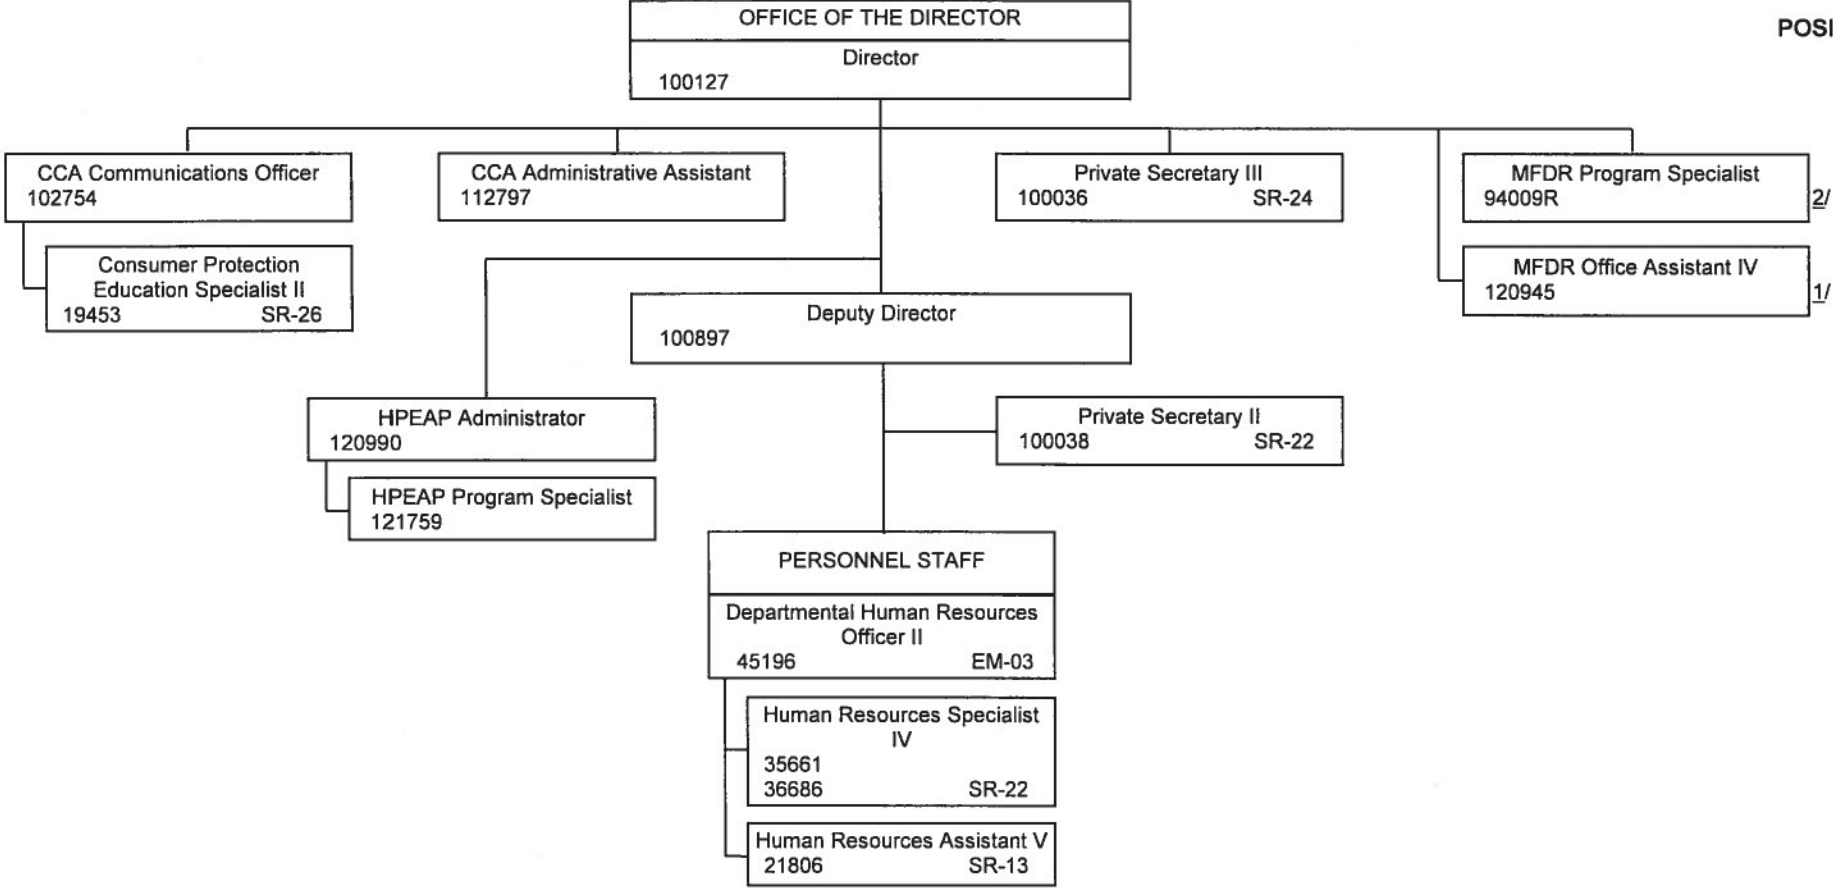 OFFICE OF THE DIRECTOR
POSI
Director
100127
CCA Communications Officer
102754
CCA Administrative Assistant
112797
Private Secretary III
100036 SR-24
MFDR Program Specialist
94009R
2/
Consumer Protection
Education Specialist II
19453 SR-26
MFDR Office Assistant IV
120945
1/
Deputy Director
100897
HPEAP Administrator
120990
Private Secretary II
100038 SR-22
HPEAP Program Specialist
121759
PERSONNEL STAFF
Departmental Human Resources
Officer II
45196 EM-03
Human Resources Specialist
IV
35661
36686 SR-22
Human Resources Assistant V
21806 SR-13